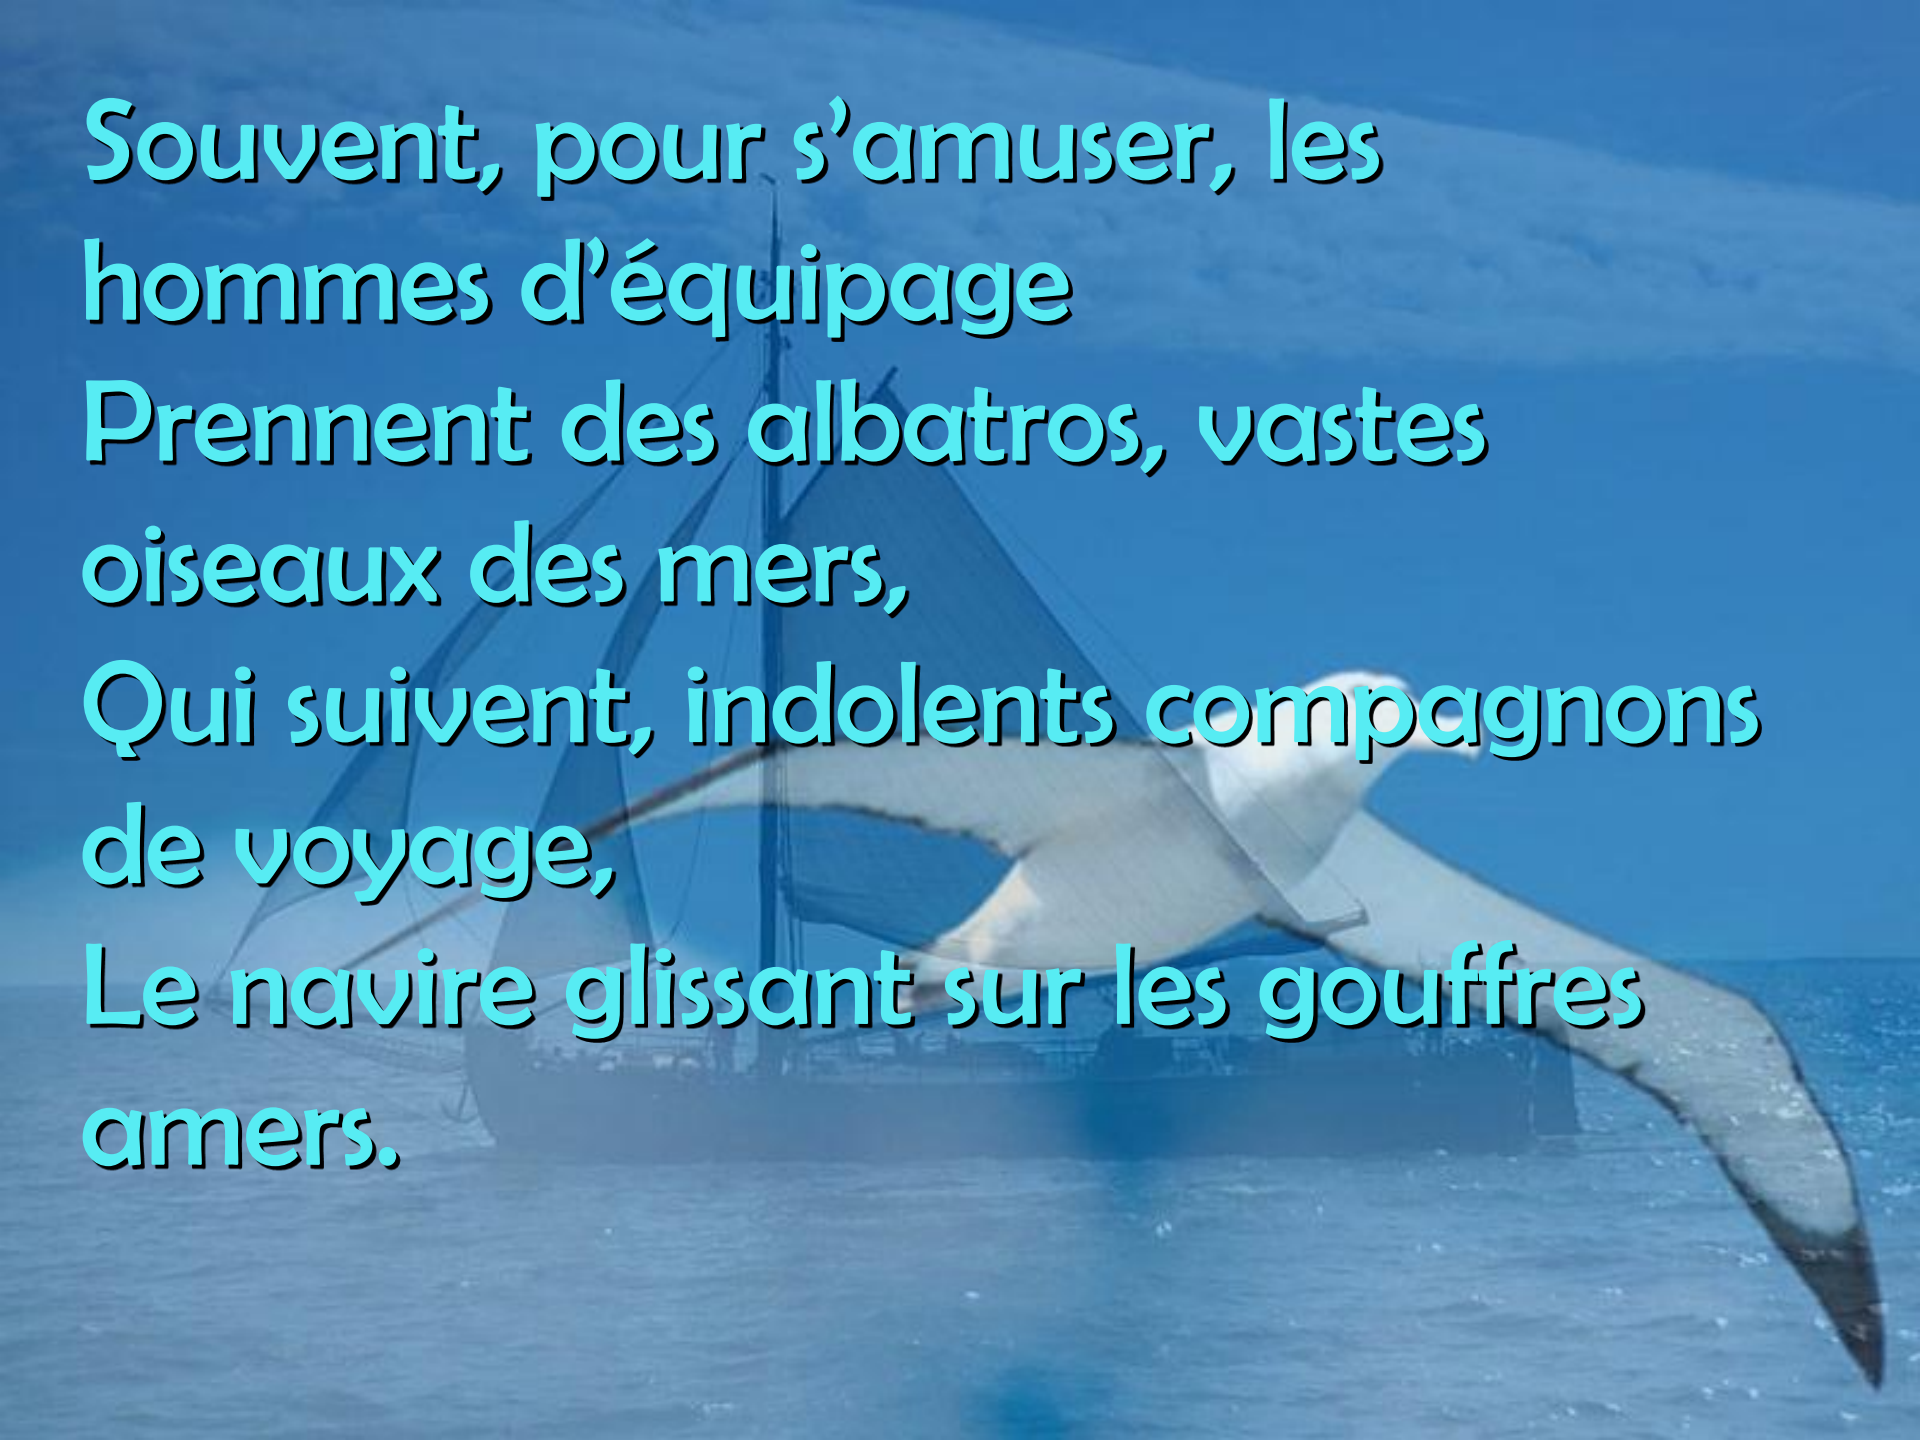 Souvent, pour s’amuser, les
hommes d’équipage
Prennent des albatros, vastes
oiseaux des mers,
Qui suivent, indolents compagnons
de voyage,
Le navire glissant sur les gouffres
amers.